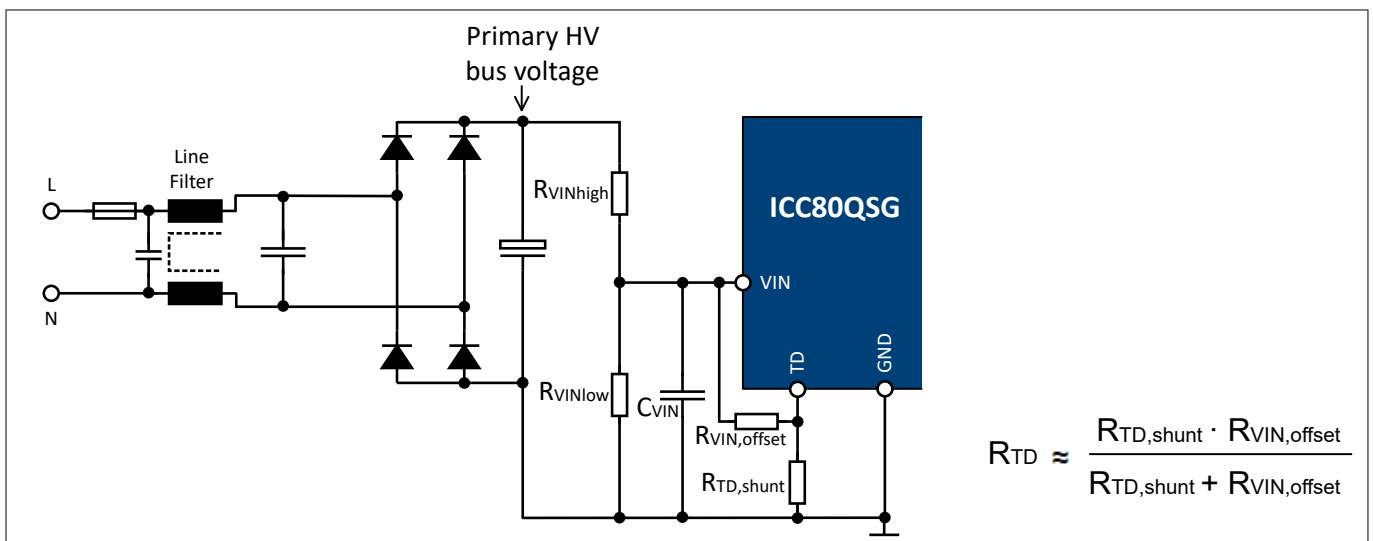 Primary HV
bus voltage
Line
Filter
L
N
RVINhigh
ICC80QSG
VIN
TD
GND
RVINlow
CVIN
RVIN,offset
RTD,shunt
RTD ≈ RTD,shunt · RVIN,offset
RTD,shunt + RVIN,offset